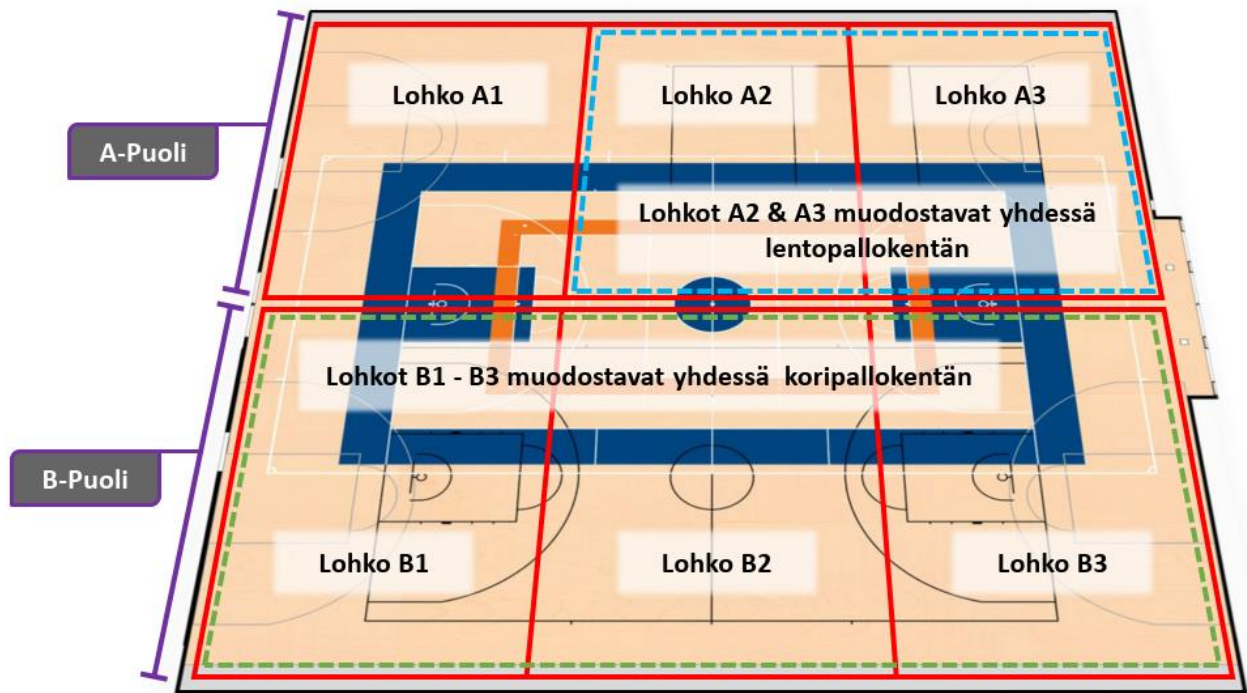 Lohko A1
Lohko A2
Lohko A3
A-Puoli
Lohkot A2 & A3 muodostavat yhdessä
lentopallokentän
Lohkot B1 - B3 muodostavat yhdessä koripallokentän
B-Puoli
Lohko B1
Lohko B2
Lohko B3